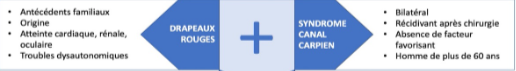 • Antécédents familiaux
• Origine
• Atteinte cardiaque, rénale,
oculaire
• Troubles dysautonomiques
DRAPEAUX
ROUGES
+
SYNDROME
CANAL
CARPIEN
• Bilatéral
• Récidivant après chirurgie
• Absence de facteur
favorisant
• Homme de plus de 60 ans